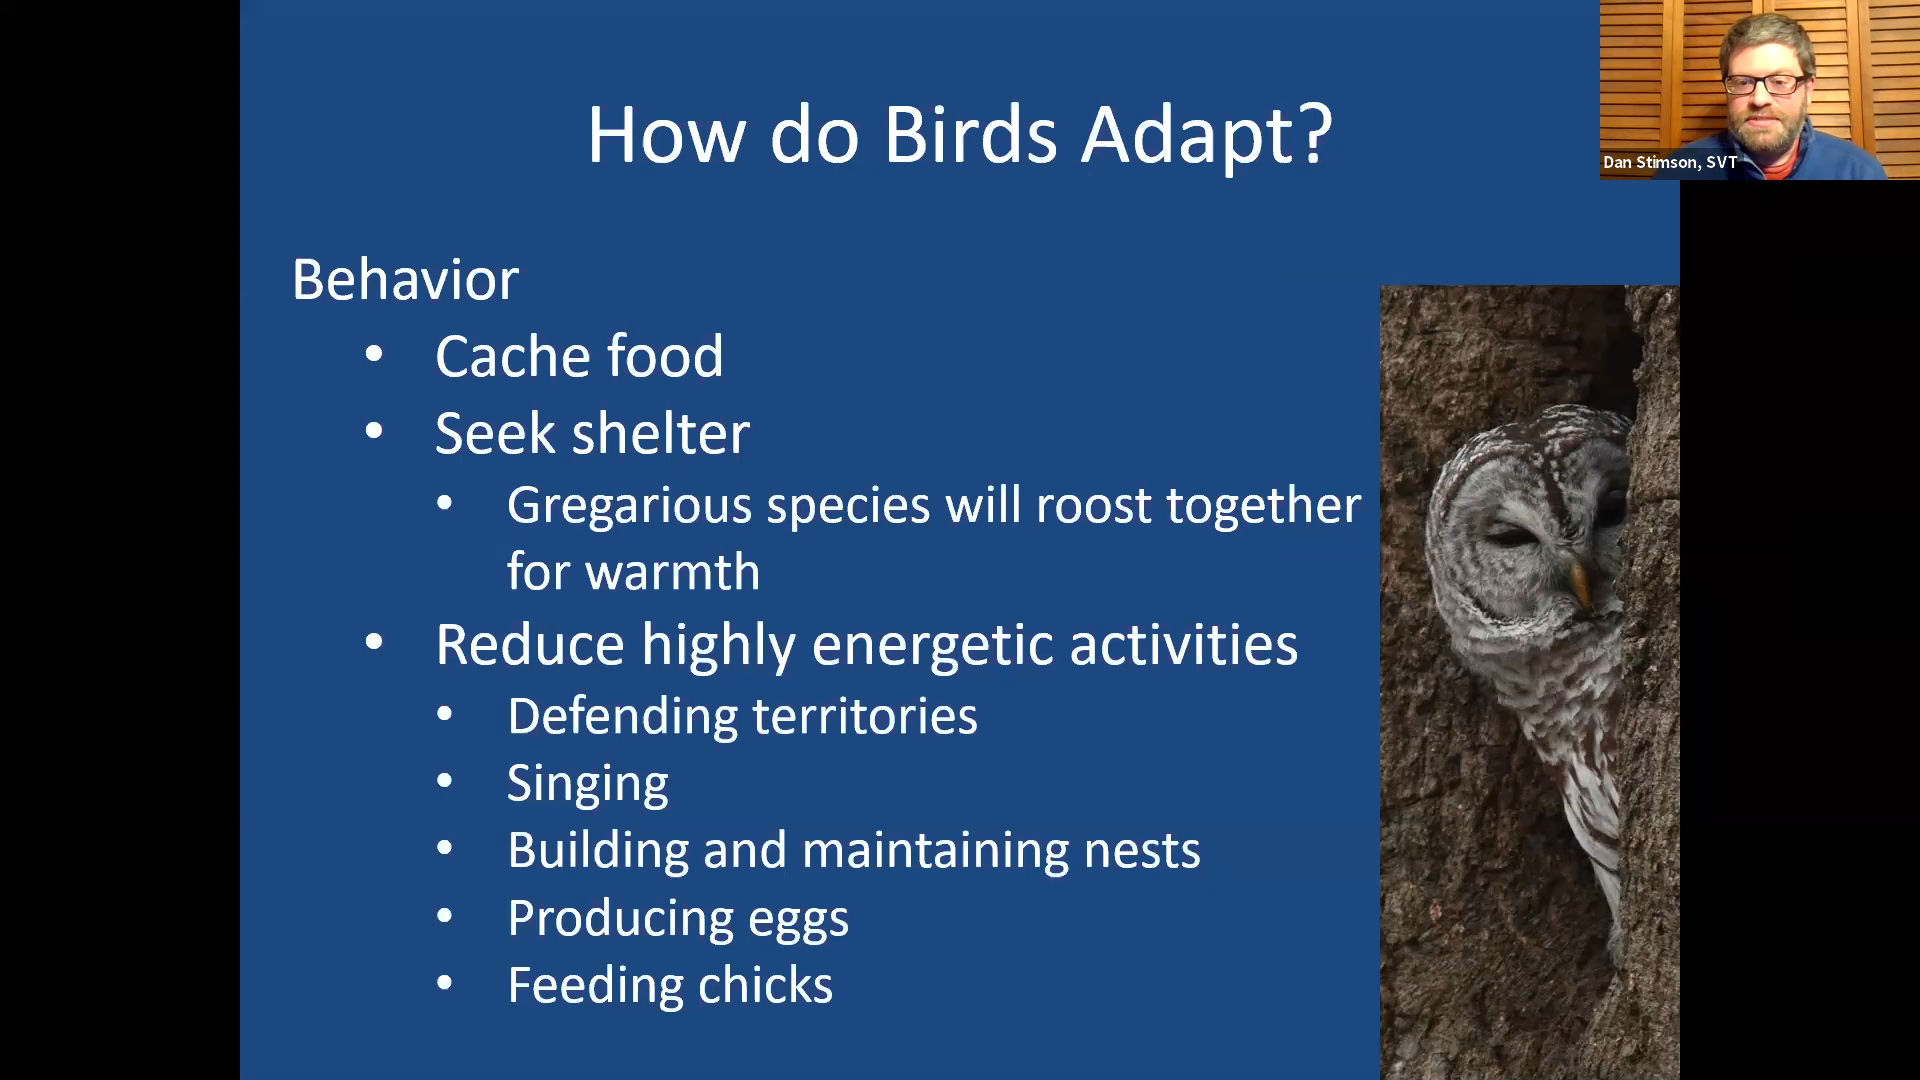 How do Birds Adapt?
Dan Stimson, SVT
Behavior
• Cache food
• Seek shelter
• Gregarious species will roost together
for warmth
• Reduce highly energetic activities
• Defending territories
• Singing
• Building and maintaining nests
• Producing eggs
• Feeding chicks